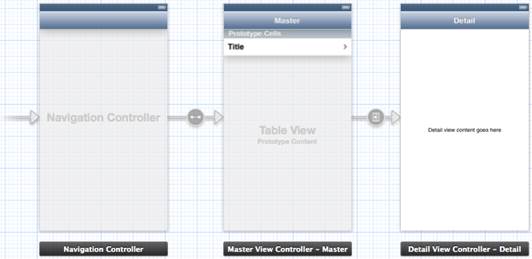 Master
Detail
Prototype Cells
Title
Navigation Controller
Table View
Prototype Content
Detail view content goes here
Navigation Controller
Master View Controller – Master
Detail View Controller – Detail